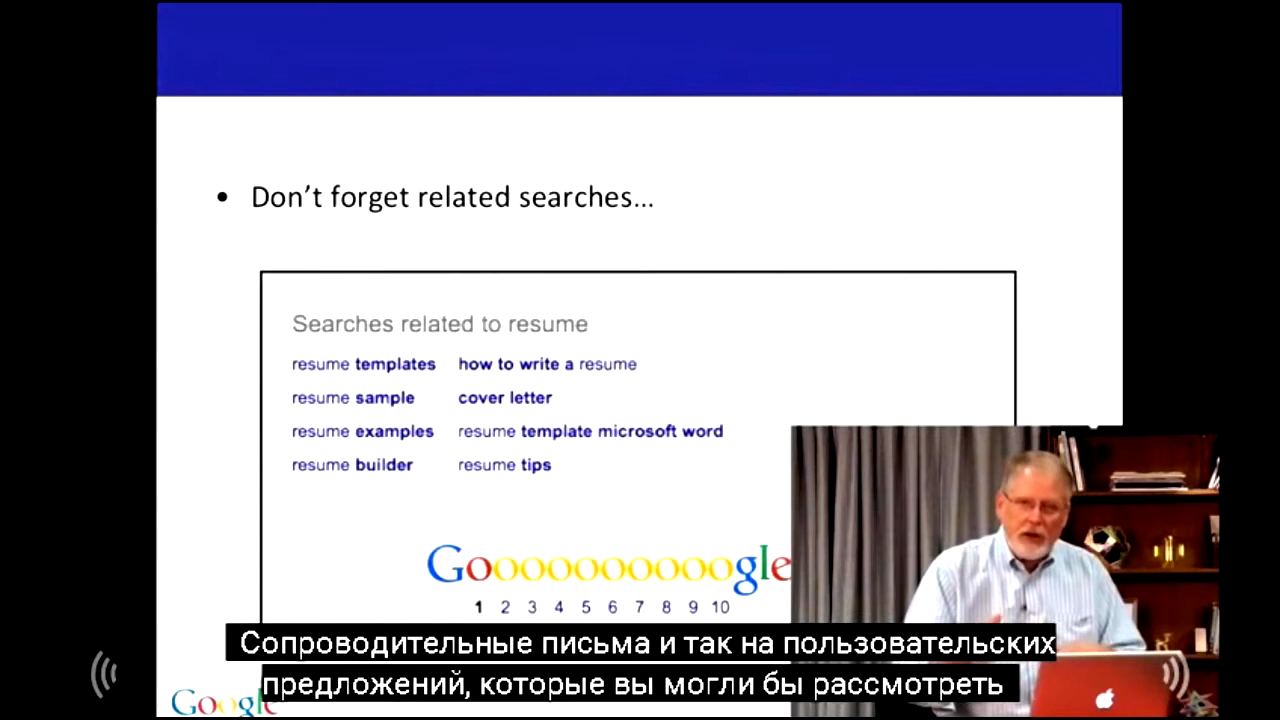 • Don't forget related searches...
Searches related to resume
resume templates how to write a resume
resume sample cover letter
resume examples resume template microsoft word
resume builder resume tips
Goooooooooogle
1 2 3 4 5 6 7 8 9 10
Сопроводительные письма и так на пользовательских
предложений, которые вы могли бы рассмотреть
Google